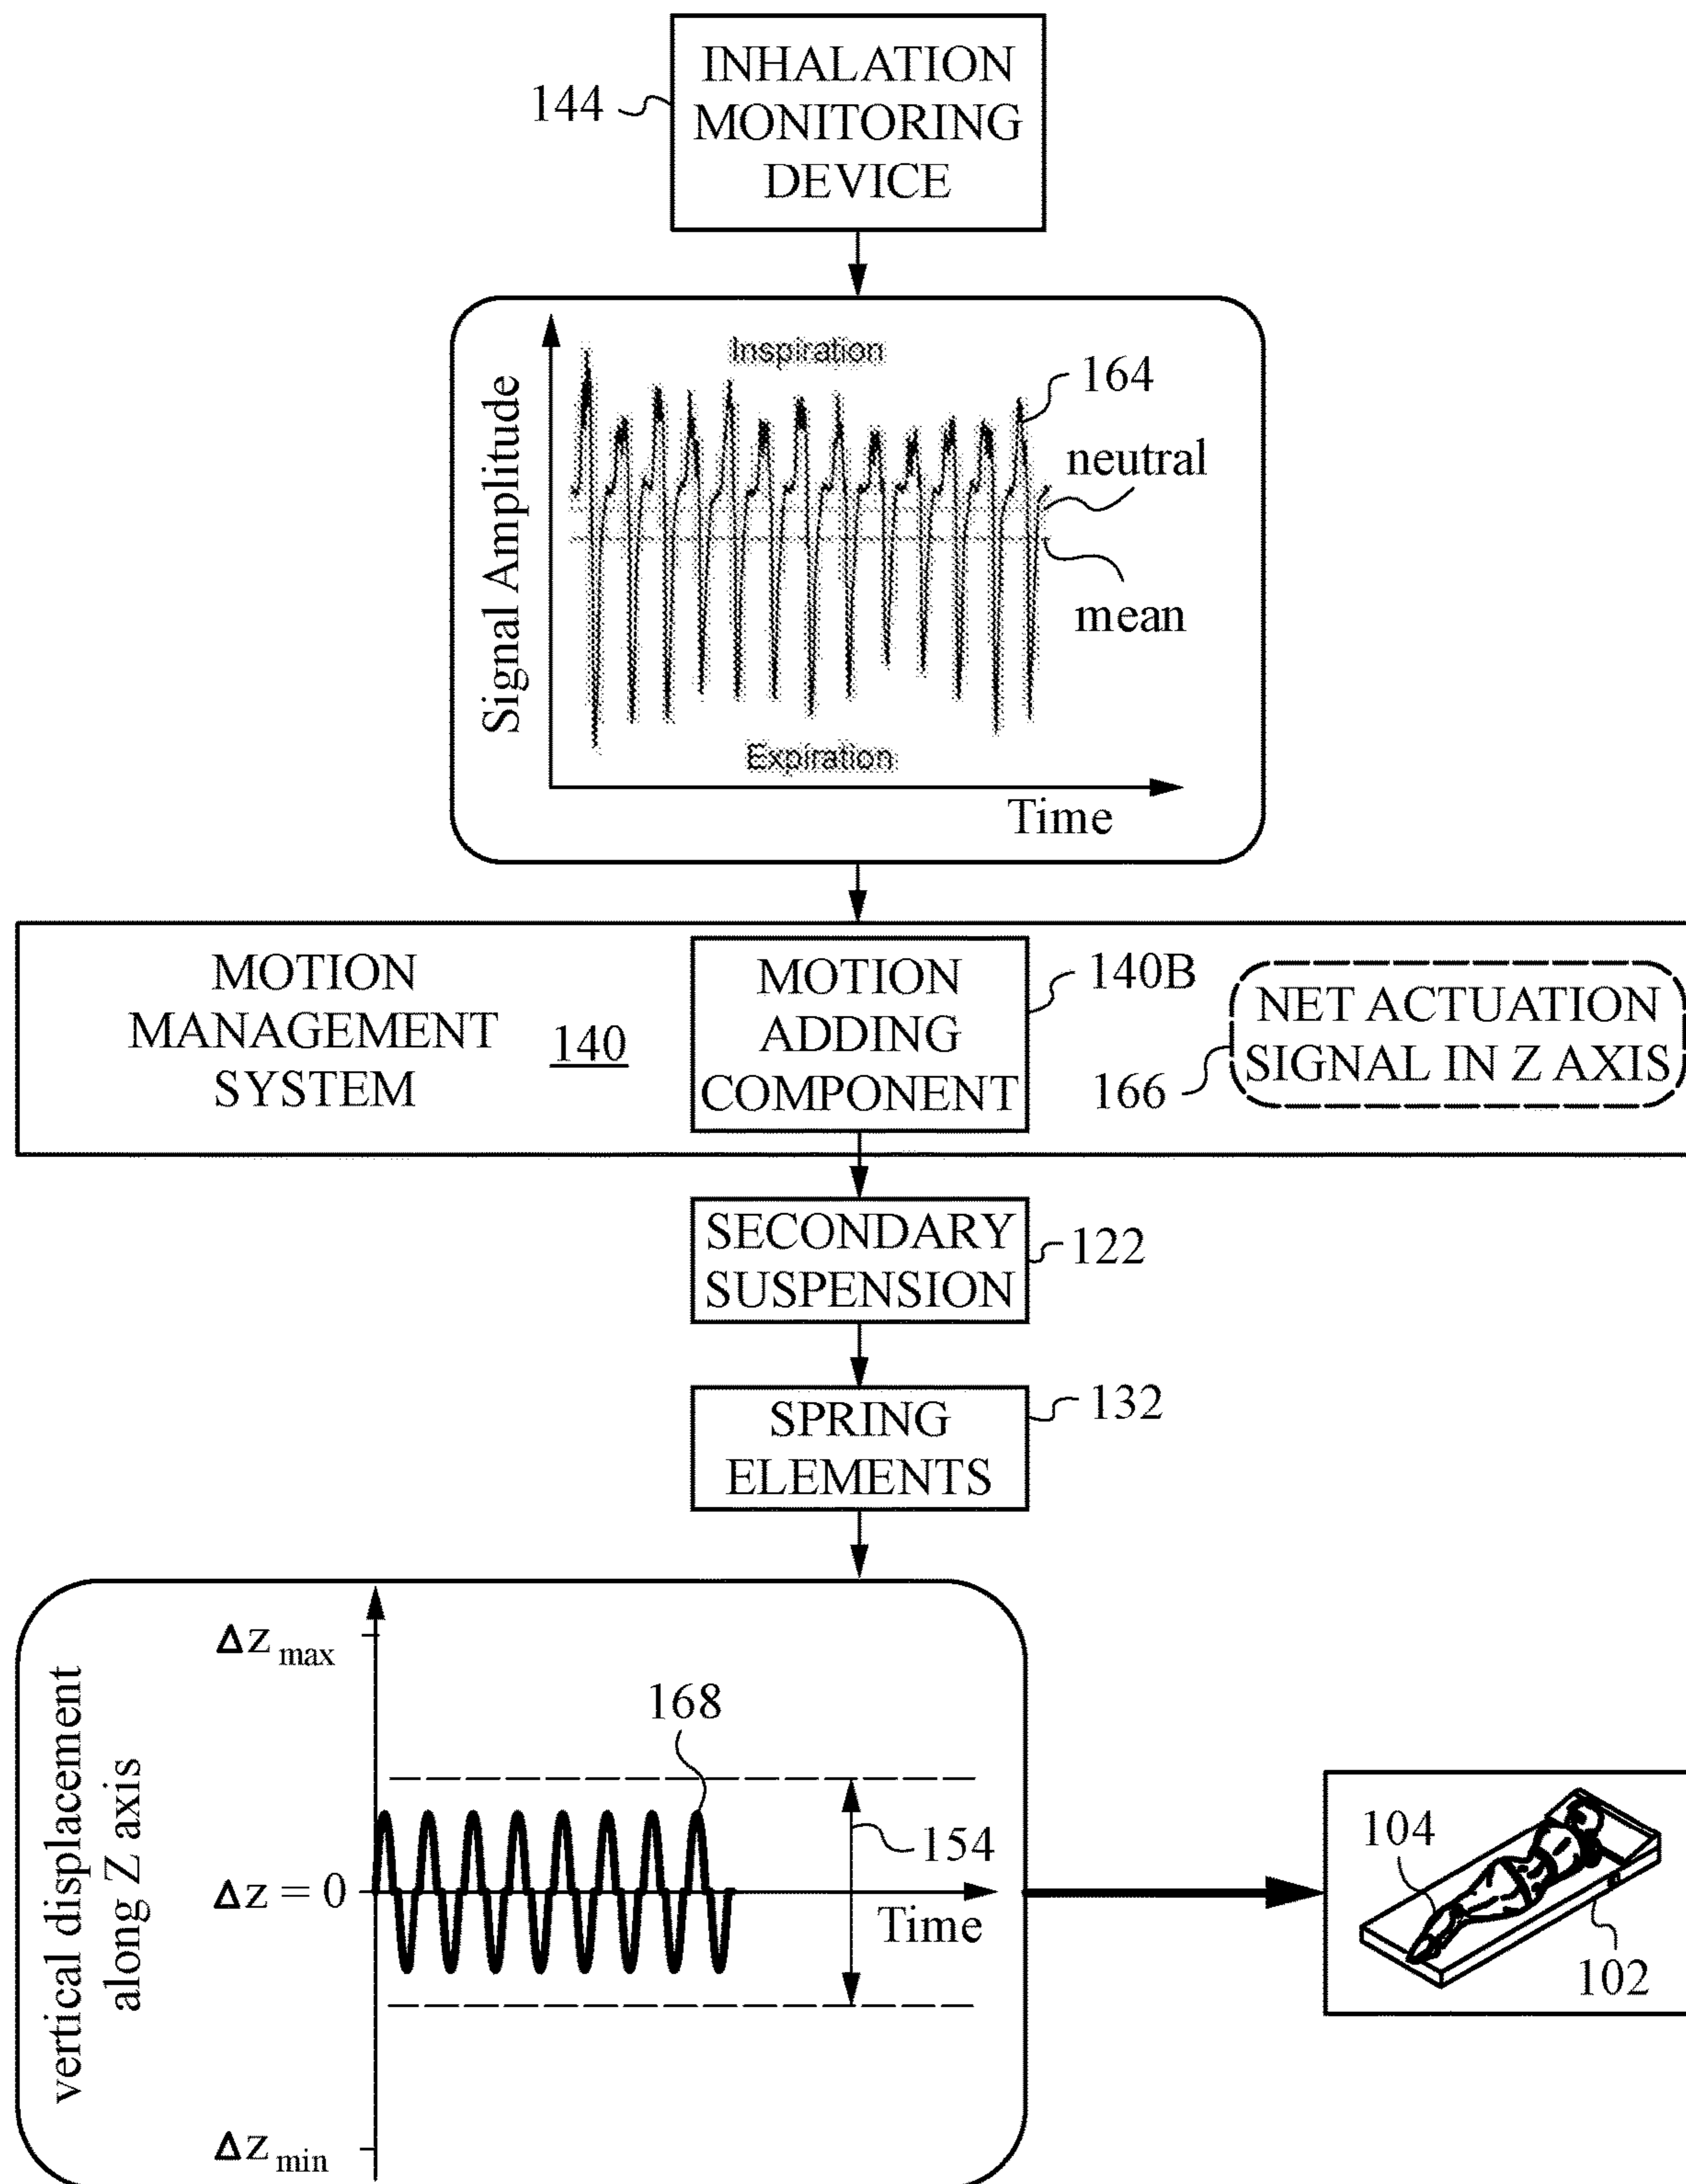 INHALATION
MONITORING
DEVICE
144
Inspiration
164
neutral
mean
Signal Amplitude
Expiration
Time
MOTION
MANAGEMENT
SYSTEM
140
MOTION
ADDING
COMPONENT
140B
NET ACTUATION
SIGNAL IN Z AXIS
166
SECONDARY
SUSPENSION
122
SPRING
ELEMENTS
132
vertical displacement
along Z axis
Δz max
168
154
Δz = 0
Time
Δz min
104
102